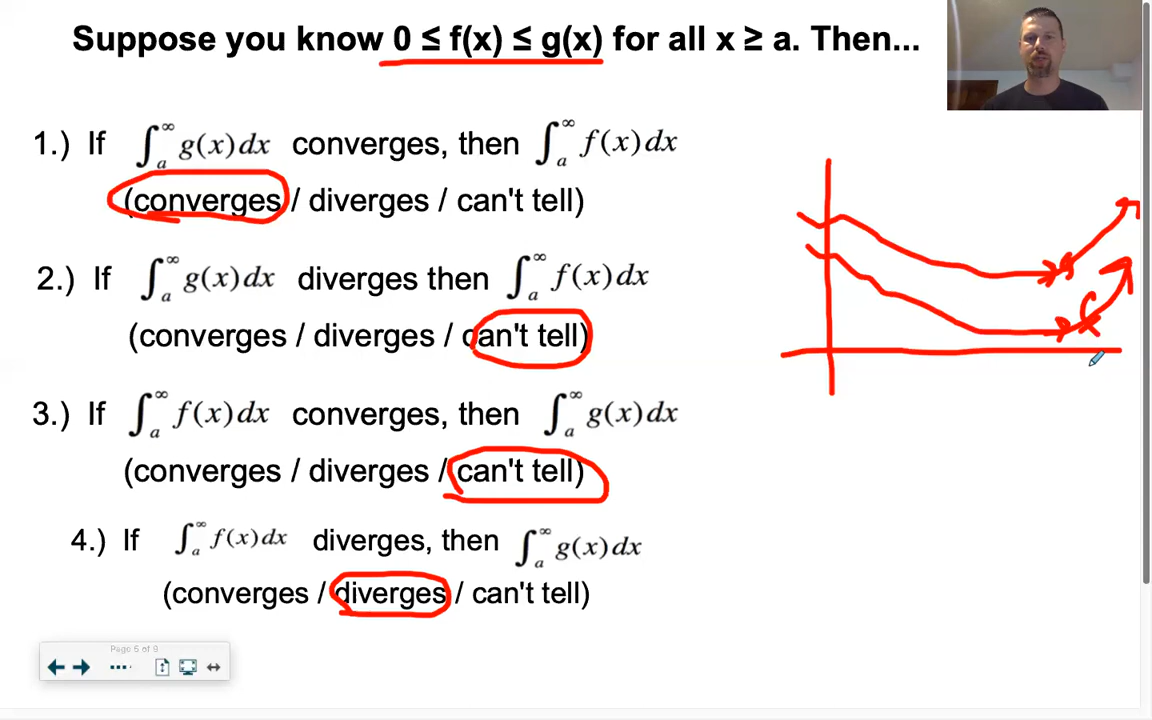 Suppose you know 0 ≤ f(x) ≤ g(x) for all x ≥ a. Then...
1.) If ∫ₐ^∞ g(x)dx converges, then ∫ₐ^∞ f(x)dx
(converges / diverges / can't tell)
2.) If ∫ₐ^∞ g(x)dx diverges then ∫ₐ^∞ f(x)dx
(converges / diverges / can't tell)
3.) If ∫ₐ^∞ f(x)dx converges, then ∫ₐ^∞ g(x)dx
(converges / diverges / can't tell)
4.) If ∫ₐ^∞ f(x)dx diverges, then ∫ₐ^∞ g(x)dx
(converges / diverges / can't tell)
Page 5 of 9